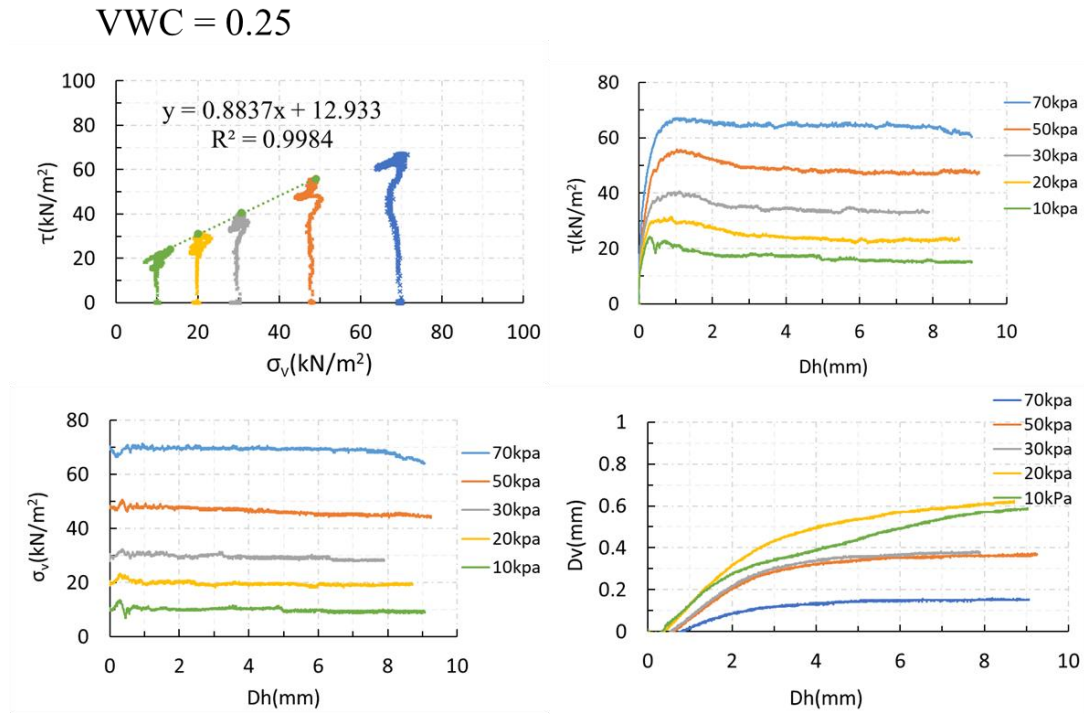 VWC = 0.25
100
80
60
40
20
0
τ(kN/m²)
y = 0.8837x + 12.933
R² = 0.9984
0 20 40 60 80 100
σᵥ(kN/m²)
80
60
40
20
0
τ(kN/m²)
0 2 4 6 8 10
Dh(mm)
70kpa
50kpa
30kpa
20kpa
10kpa
80
60
40
20
0
σᵥ(kN/m²)
0 2 4 6 8 10
Dh(mm)
70kpa
50kpa
30kpa
20kpa
10kpa
1
0.8
0.6
0.4
0.2
0
Dv(mm)
0 2 4 6 8 10
Dh(mm)
70kpa
50kpa
30kpa
20kpa
10kPa